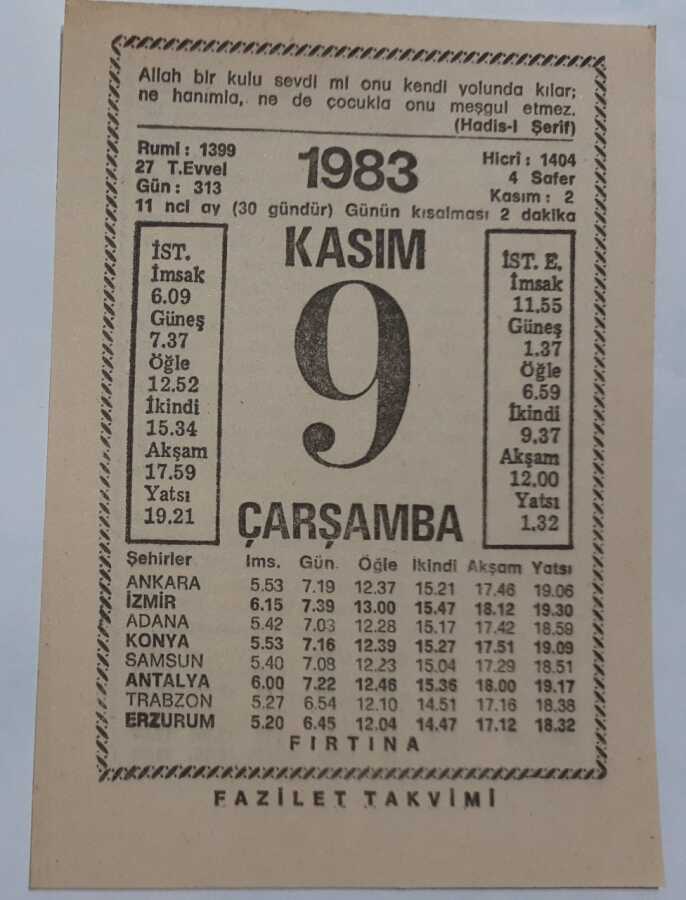 Allah bir kulu sevdi mi onu kendi yolunda kılar;
ne hanımla, ne de çocukla onu meşgul etmez.
(Hadis-i Şerif)
Rumî : 1399
27 T.Evvel
Gün : 313
1983
Hicrî : 1404
4 Safer
Kasım : 2
11 nci ay (30 gündür) Günün kısalması 2 dakika
KASIM
9
ÇARŞAMBA
İST.
İmsak
6.09
Güneş
7.37
Öğle
12.52
İkindi
15.34
Akşam
17.59
Yatsı
19.21
İST. E.
İmsak
11.55
Güneş
1.37
Öğle
6.59
İkindi
9.37
Akşam
12.00
Yatsı
1.32
Şehirler İms. Gün. Öğle İkindi Akşam Yatsı
ANKARA 5.53 7.19 12.37 15.21 17.46 19.06
İZMİR 6.15 7.39 13.00 15.47 18.12 19.30
ADANA 5.42 7.03 12.28 15.17 17.42 18.59
KONYA 5.53 7.16 12.39 15.27 17.51 19.09
SAMSUN 5.40 7.08 12.23 15.04 17.29 18.51
ANTALYA 6.00 7.22 12.46 15.36 18.00 19.17
TRABZON 5.27 6.54 12.10 14.51 17.16 18.38
ERZURUM 5.20 6.45 12.04 14.47 17.12 18.32
FIRTINA
FAZİLET TAKVİMİ